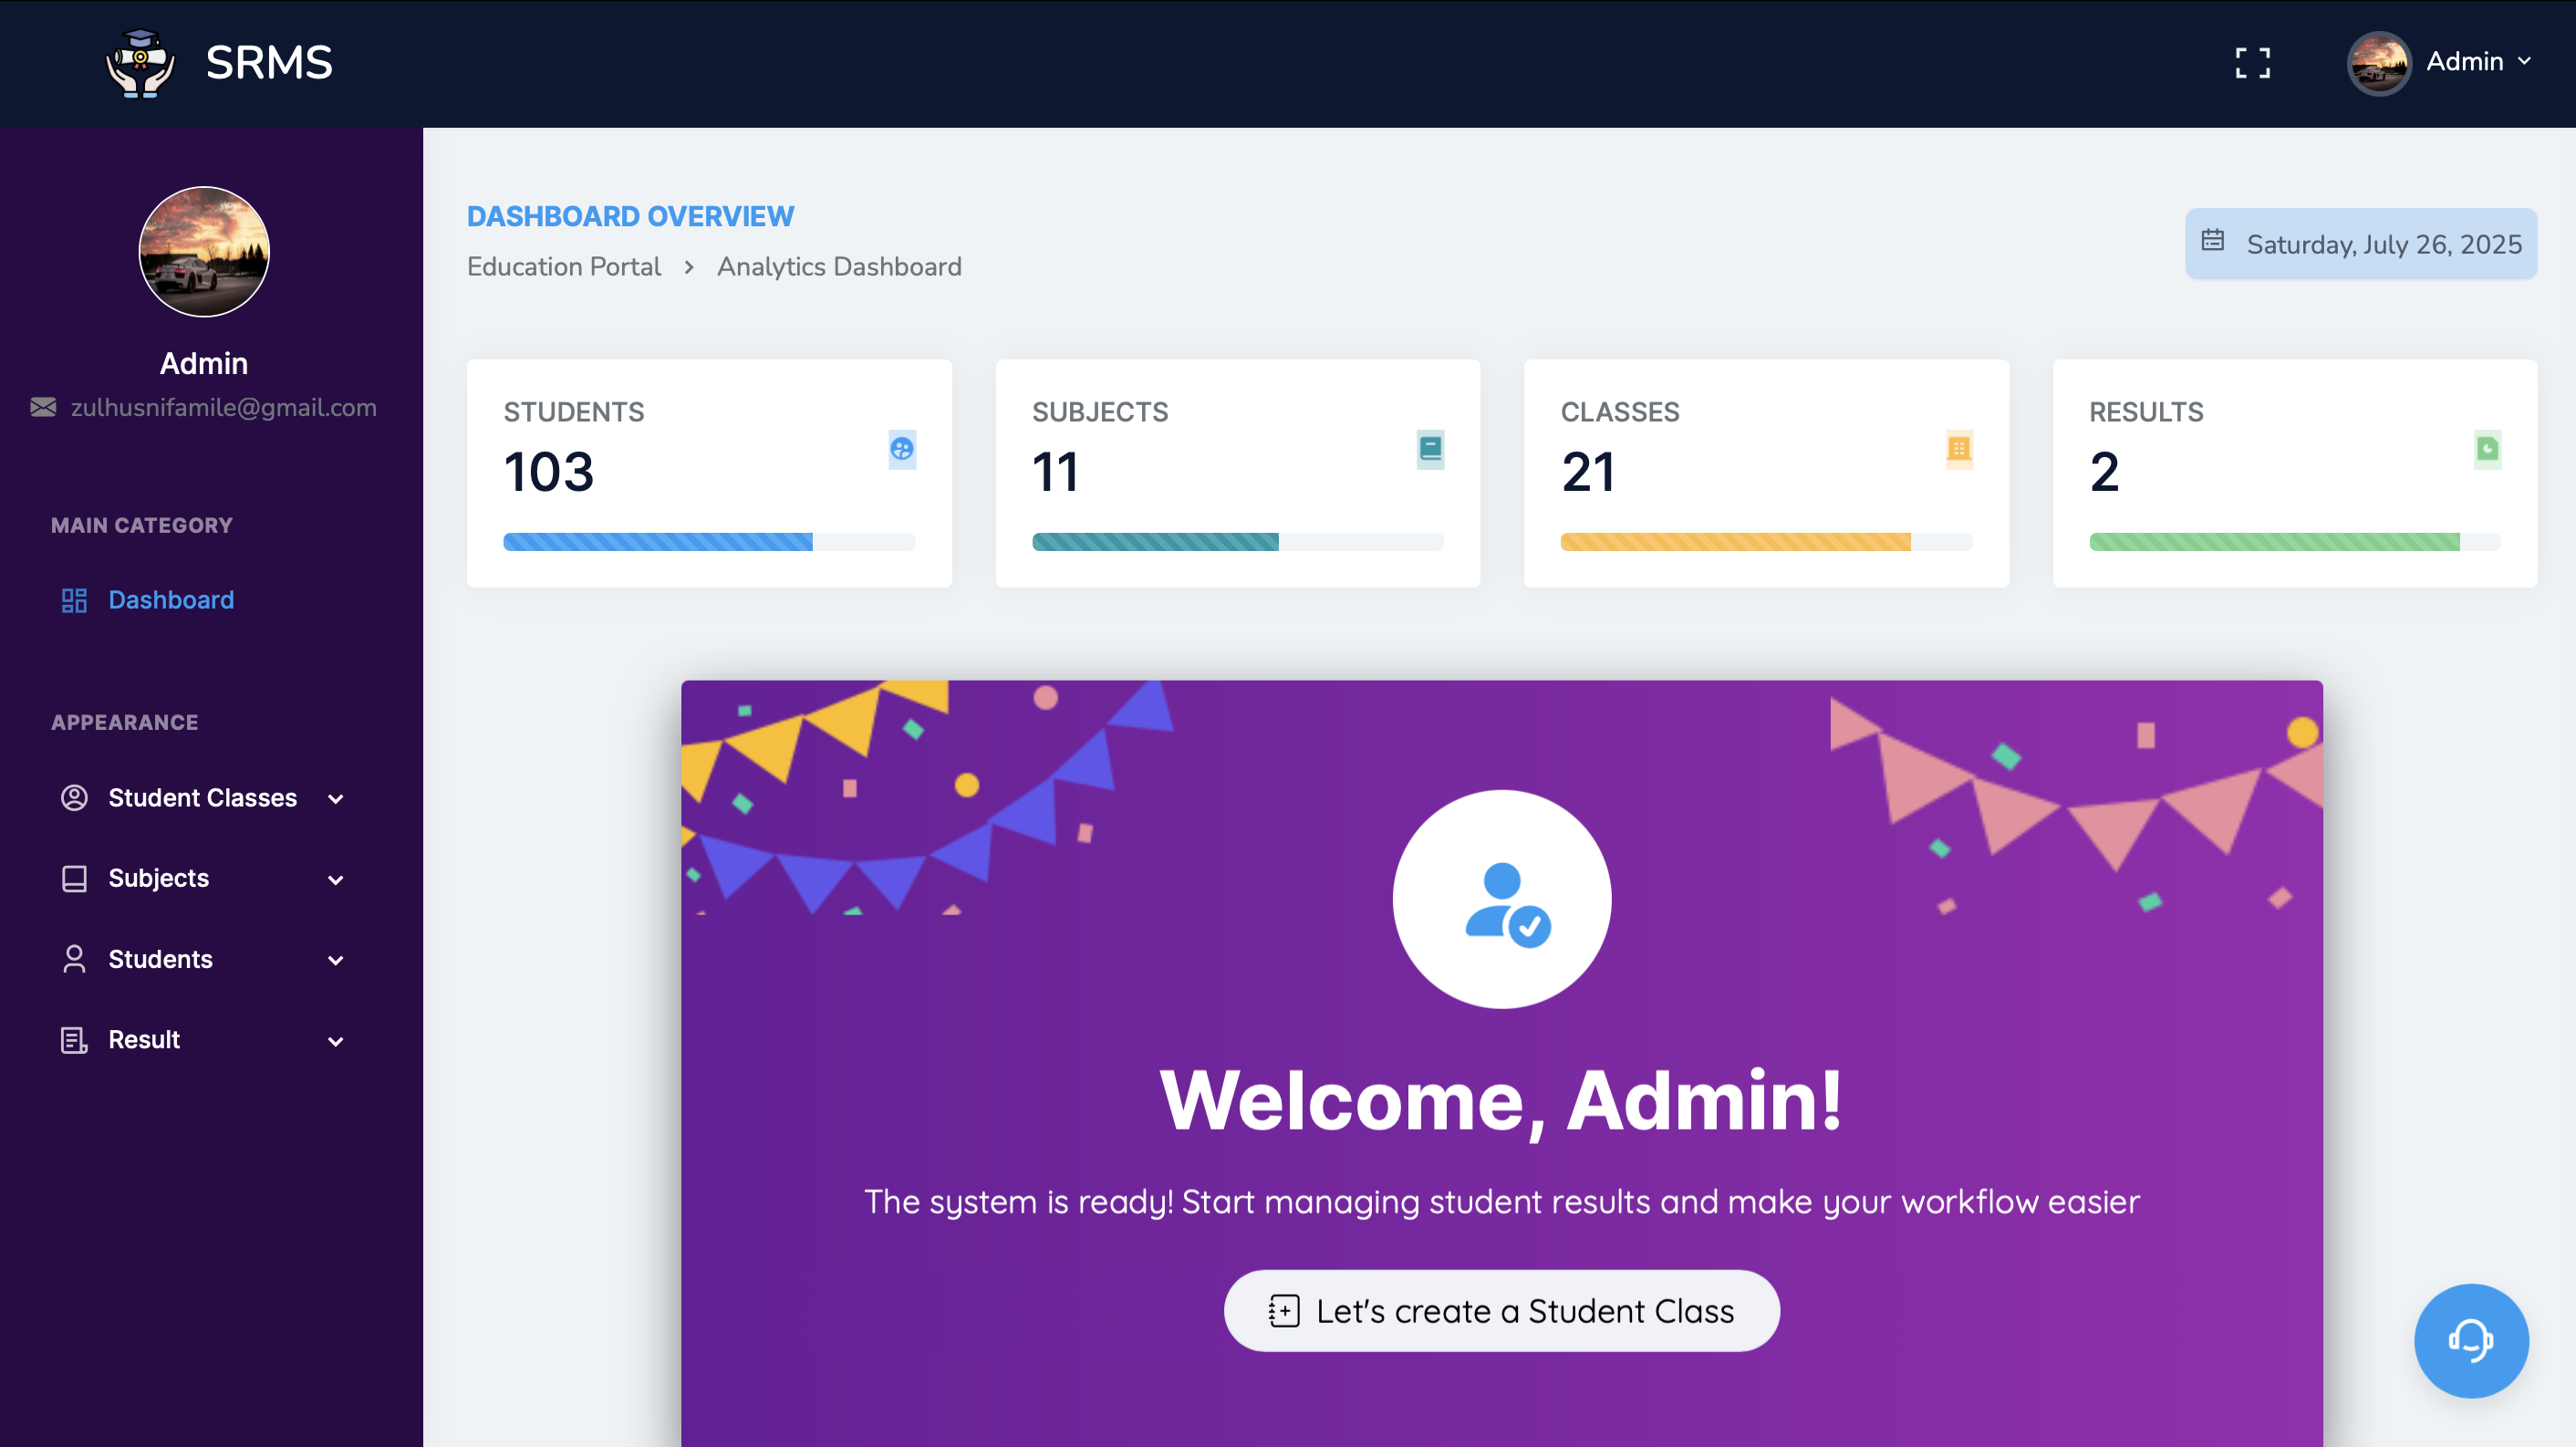 SRMS
Admin
Admin
zulhusnifamile@gmail.com
MAIN CATEGORY
Dashboard
APPEARANCE
Student Classes
Subjects
Students
Result
DASHBOARD OVERVIEW
Education Portal > Analytics Dashboard
Saturday, July 26, 2025
STUDENTS
103
SUBJECTS
11
CLASSES
21
RESULTS
2
Welcome, Admin!
The system is ready! Start managing student results and make your workflow easier
Let's create a Student Class